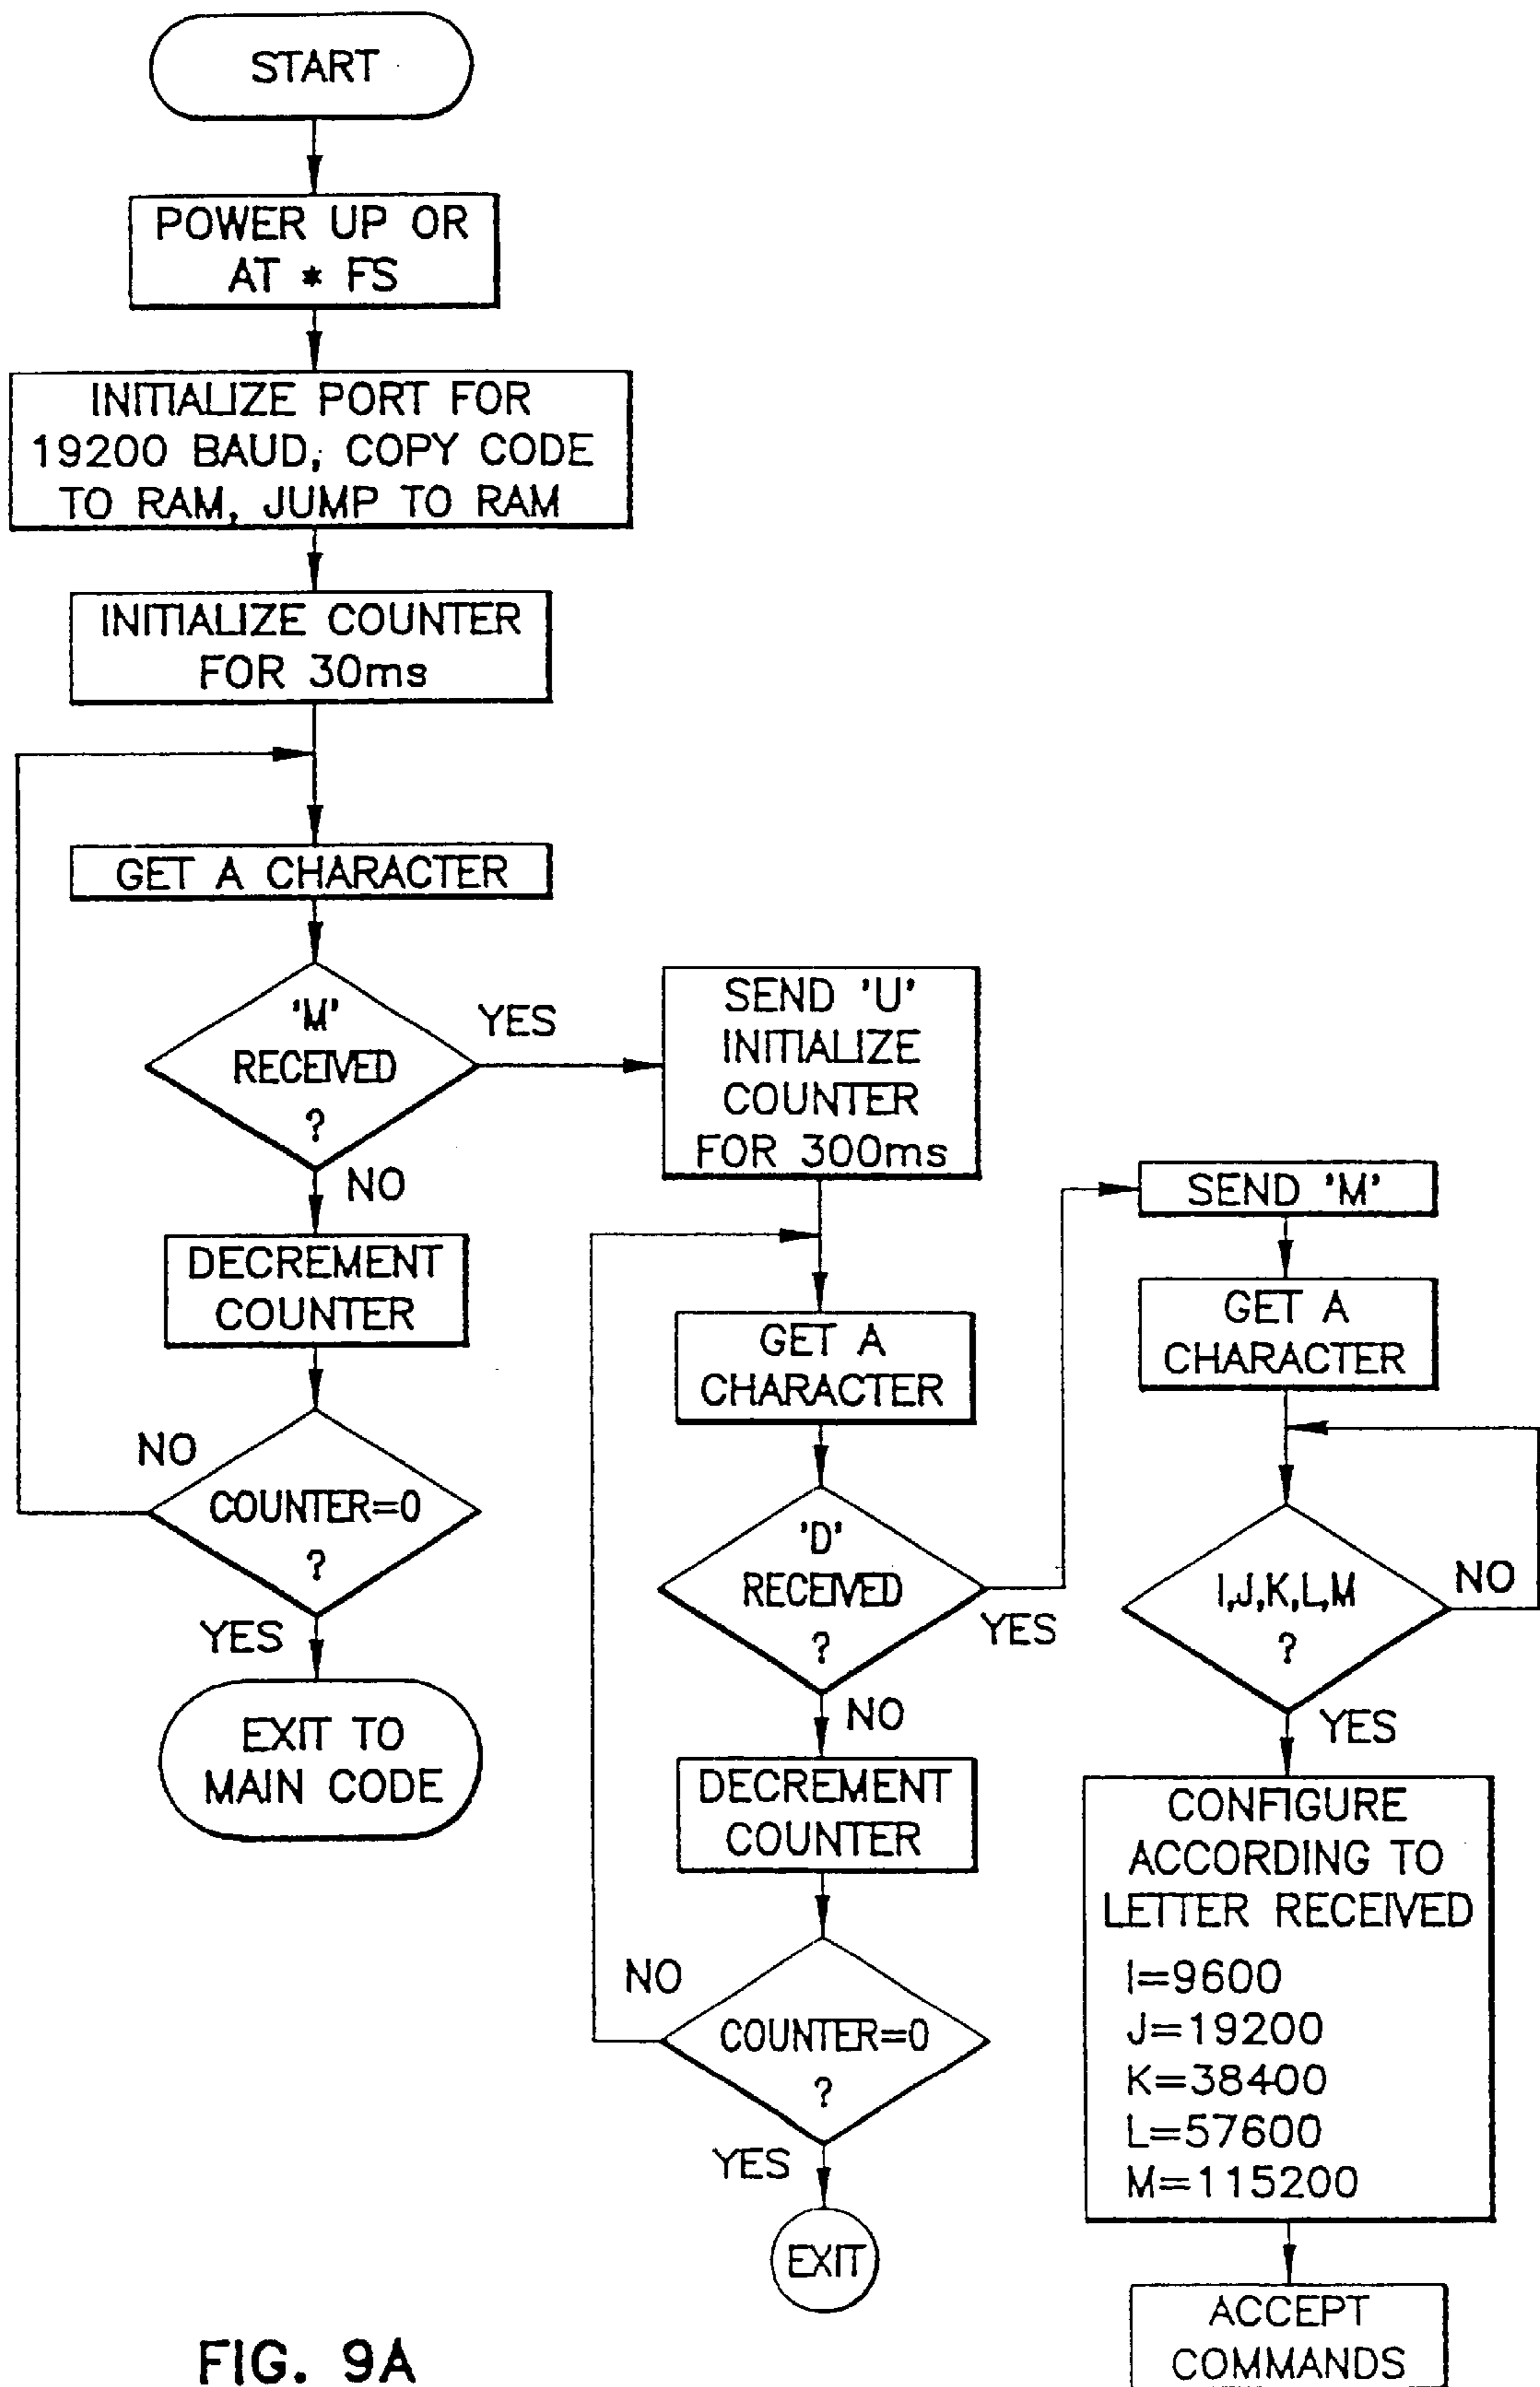 START
POWER UP OR
AT * FS
INITIALIZE PORT FOR
19200 BAUD, COPY CODE
TO RAM, JUMP TO RAM
INITIALIZE COUNTER
FOR 30ms
GET A CHARACTER
'M'
RECEIVED
?
YES
NO
DECREMENT
COUNTER
NO
COUNTER=0
?
YES
EXIT TO
MAIN CODE
SEND 'U'
INITIALIZE
COUNTER
FOR 300ms
GET A
CHARACTER
'D'
RECEIVED
?
YES
NO
DECREMENT
COUNTER
NO
COUNTER=0
?
YES
EXIT
SEND 'M'
GET A
CHARACTER
I,J,K,L,M
?
NO
YES
CONFIGURE
ACCORDING TO
LETTER RECEIVED
I=9600
J=19200
K=38400
L=57600
M=115200
ACCEPT
COMMANDS
FIG. 9A